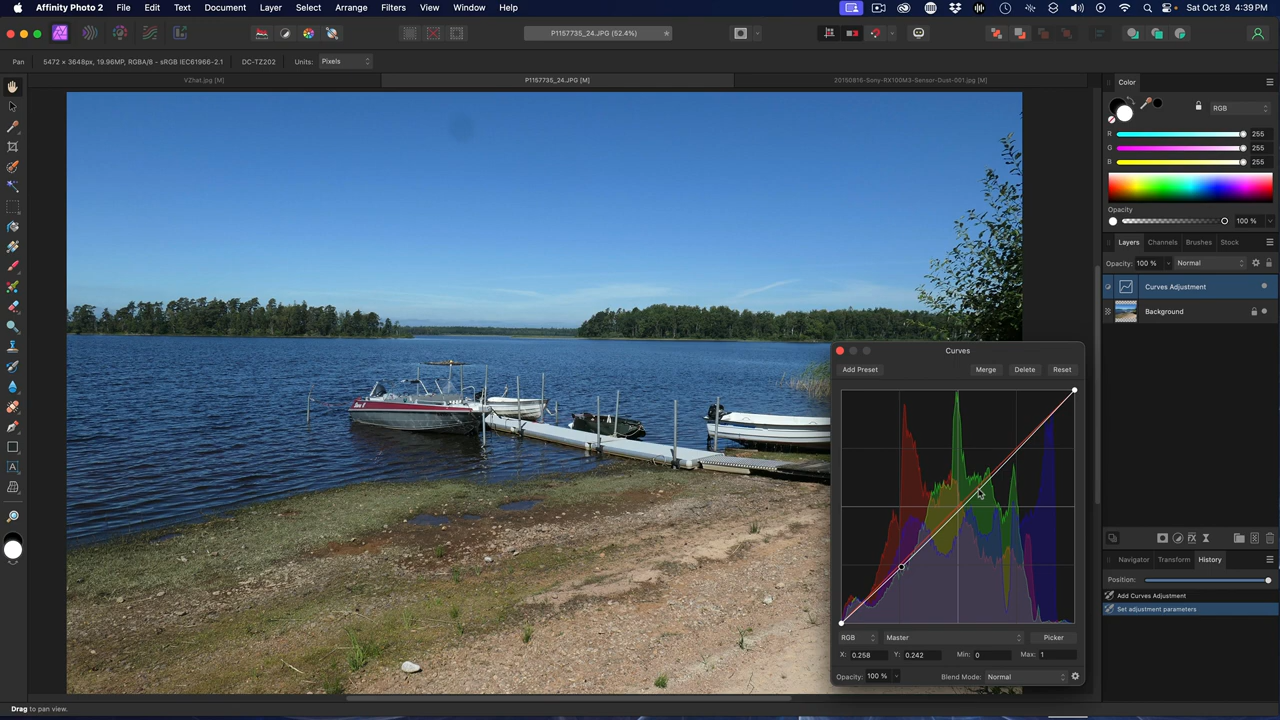 Affinity Photo 2 File Edit Text Document Layer Select Arrange Filters View Window Help Sat Oct 28 4:39 PM
P1157735_24.JPG (52.4%)
Pan 5472 × 3648px, 19.96MP, RGBA/8 - sRGB IEC61966-2.1 DC-TZ202 Units: Pixels
VZhat.jpg [M] P1157735_24.JPG [M] 20150816-Sony-RX100M3-Sensor-Dust-001.jpg [M]
Color
RGB
R 255
G 255
B 255
Opacity
100 %
Layers Channels Brushes Stock
Opacity: 100 % Normal
Curves Adjustment
Background
Curves
Add Preset Merge Delete Reset
RGB Master Picker
X: 0.258 Y: 0.242 Min: 0 Max: 1
Opacity: 100 % Blend Mode: Normal
Navigator Transform History
Position:
Add Curves Adjustment
Set adjustment parameters
Drag to pan view.